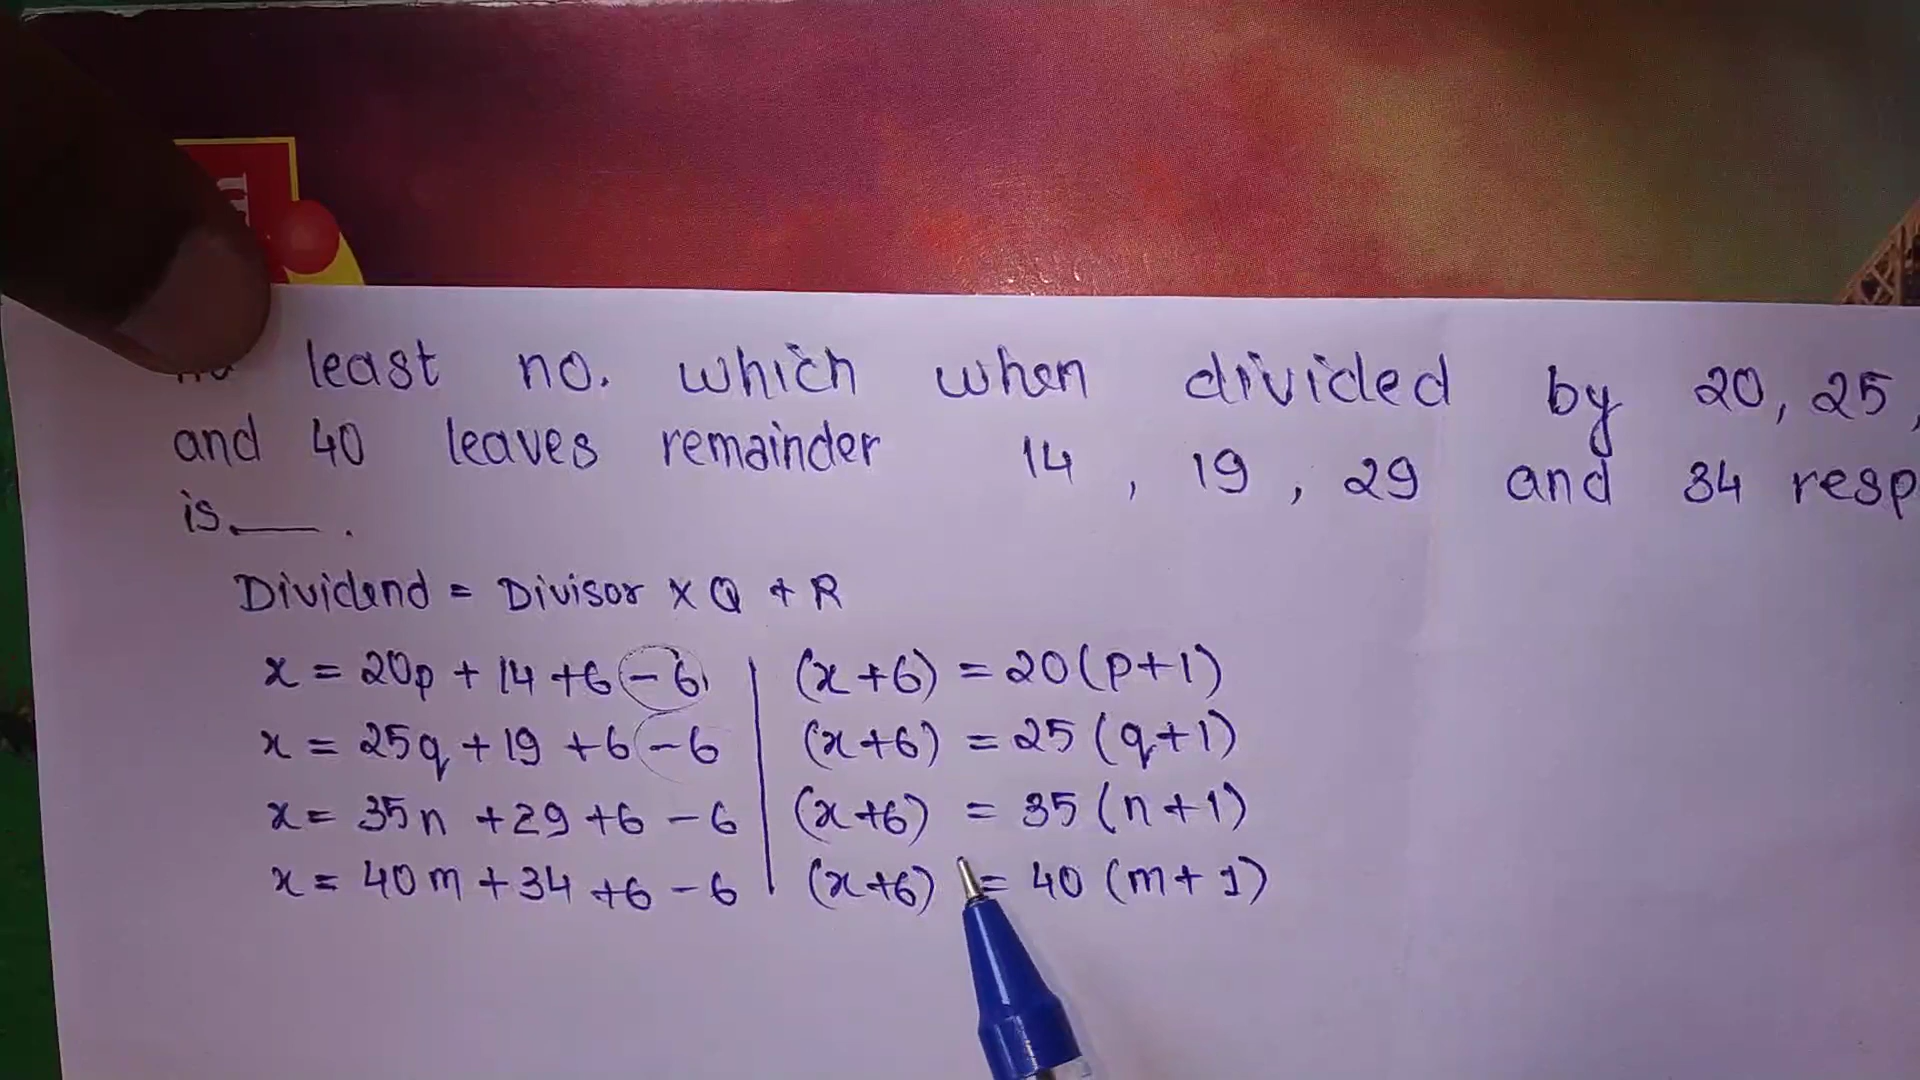 least no. which when divided by 20, 25,
and 40 leaves remainder 14, 19, 29 and 34 resp
is ___.
Dividend = Divisor × Q + R
x = 20p + 14 + 6 - 6 | (x+6) = 20(p+1)
x = 25q + 19 + 6 - 6 | (x+6) = 25(q+1)
x = 35n + 29 + 6 - 6 | (x+6) = 35(n+1)
x = 40m + 34 + 6 - 6 | (x+6) = 40(m+1)